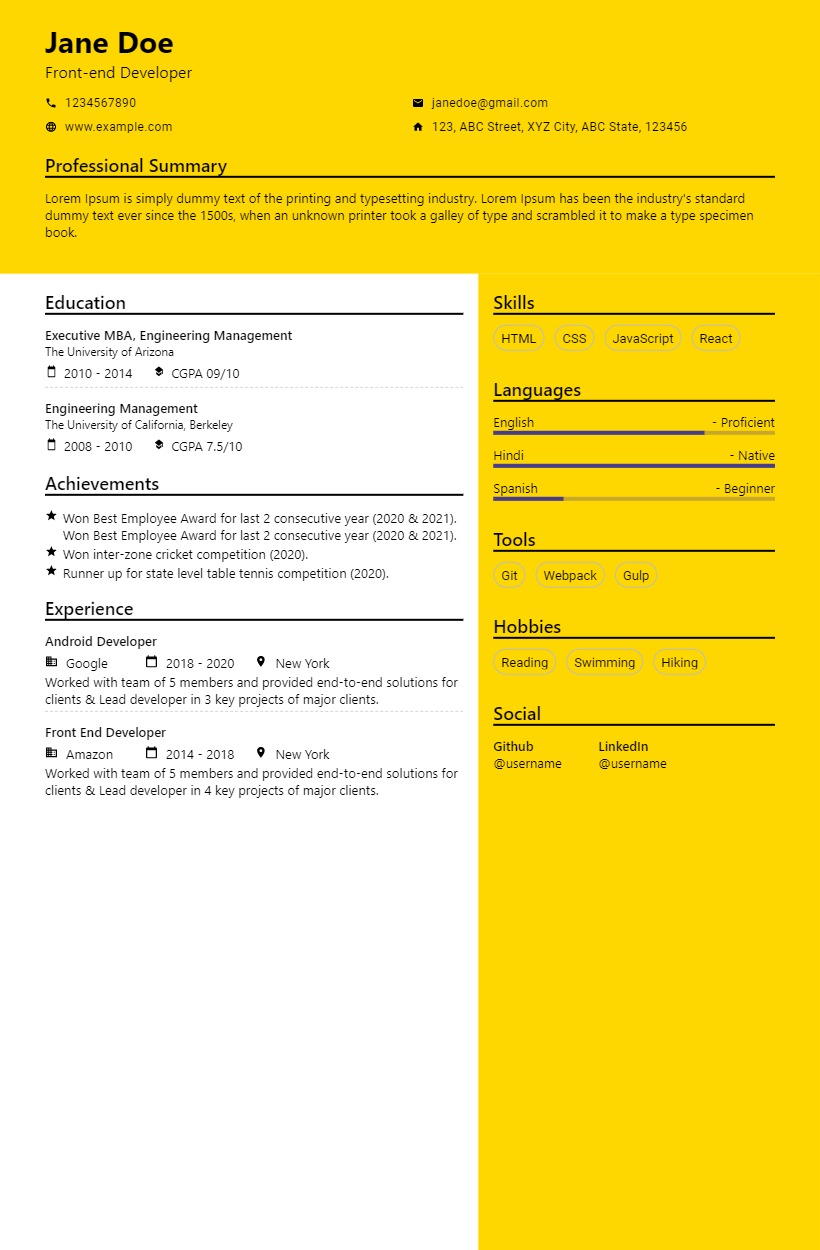 Jane Doe
Front-end Developer
1234567890
janedoe@gmail.com
www.example.com
123, ABC Street, XYZ City, ABC State, 123456
Professional Summary
Lorem Ipsum is simply dummy text of the printing and typesetting industry. Lorem Ipsum has been the industry's standard
dummy text ever since the 1500s, when an unknown printer took a galley of type and scrambled it to make a type specimen
book.
Education
Executive MBA, Engineering Management
The University of Arizona
2010 - 2014 CGPA 09/10
Engineering Management
The University of California, Berkeley
2008 - 2010 CGPA 7.5/10
Achievements
Won Best Employee Award for last 2 consecutive year (2020 & 2021).
Won Best Employee Award for last 2 consecutive year (2020 & 2021).
Won inter-zone cricket competition (2020).
Runner up for state level table tennis competition (2020).
Experience
Android Developer
Google 2018 - 2020 New York
Worked with team of 5 members and provided end-to-end solutions for
clients & Lead developer in 3 key projects of major clients.
Front End Developer
Amazon 2014 - 2018 New York
Worked with team of 5 members and provided end-to-end solutions for
clients & Lead developer in 4 key projects of major clients.
Skills
HTML CSS JavaScript React
Languages
English - Proficient
Hindi - Native
Spanish - Beginner
Tools
Git Webpack Gulp
Hobbies
Reading Swimming Hiking
Social
Github LinkedIn
@username @username